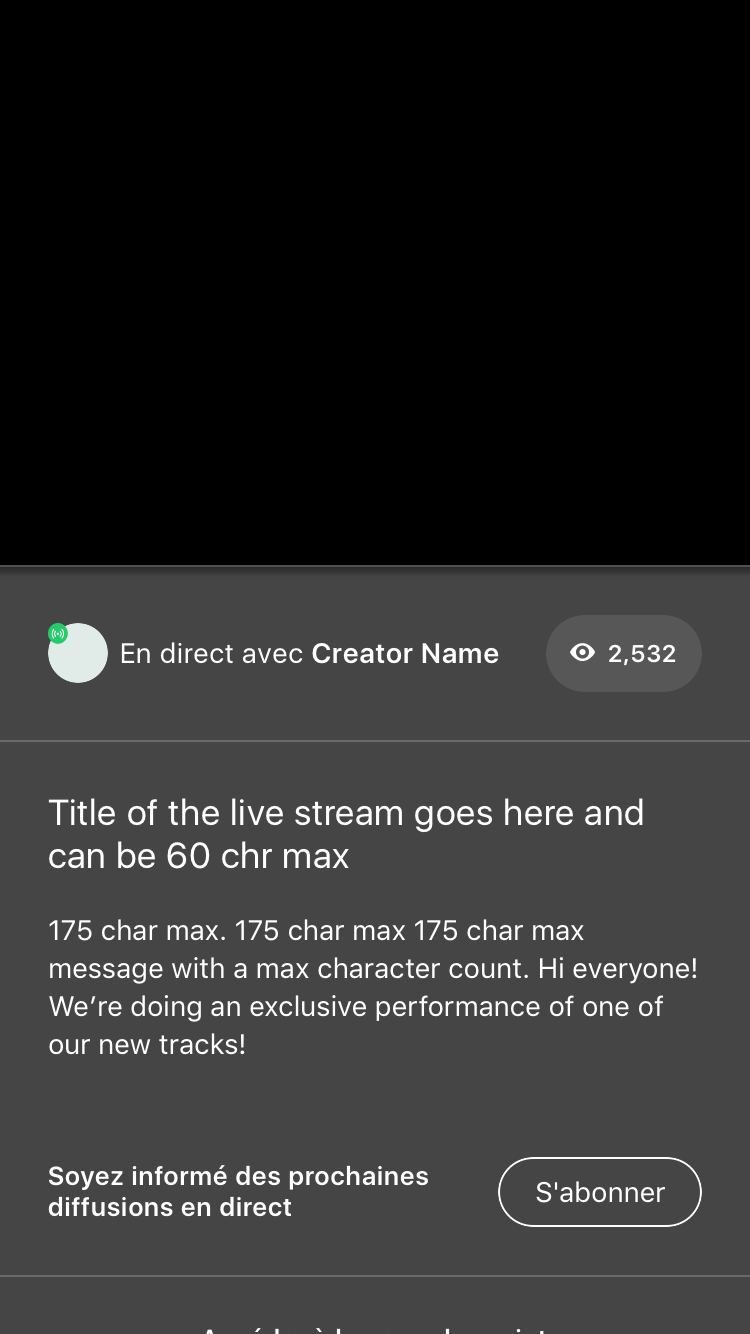 En direct avec Creator Name
2,532
Title of the live stream goes here and
can be 60 chr max
175 char max. 175 char max 175 char max
message with a max character count. Hi everyone!
We’re doing an exclusive performance of one of
our new tracks!
Soyez informé des prochaines
diffusions en direct
S'abonner